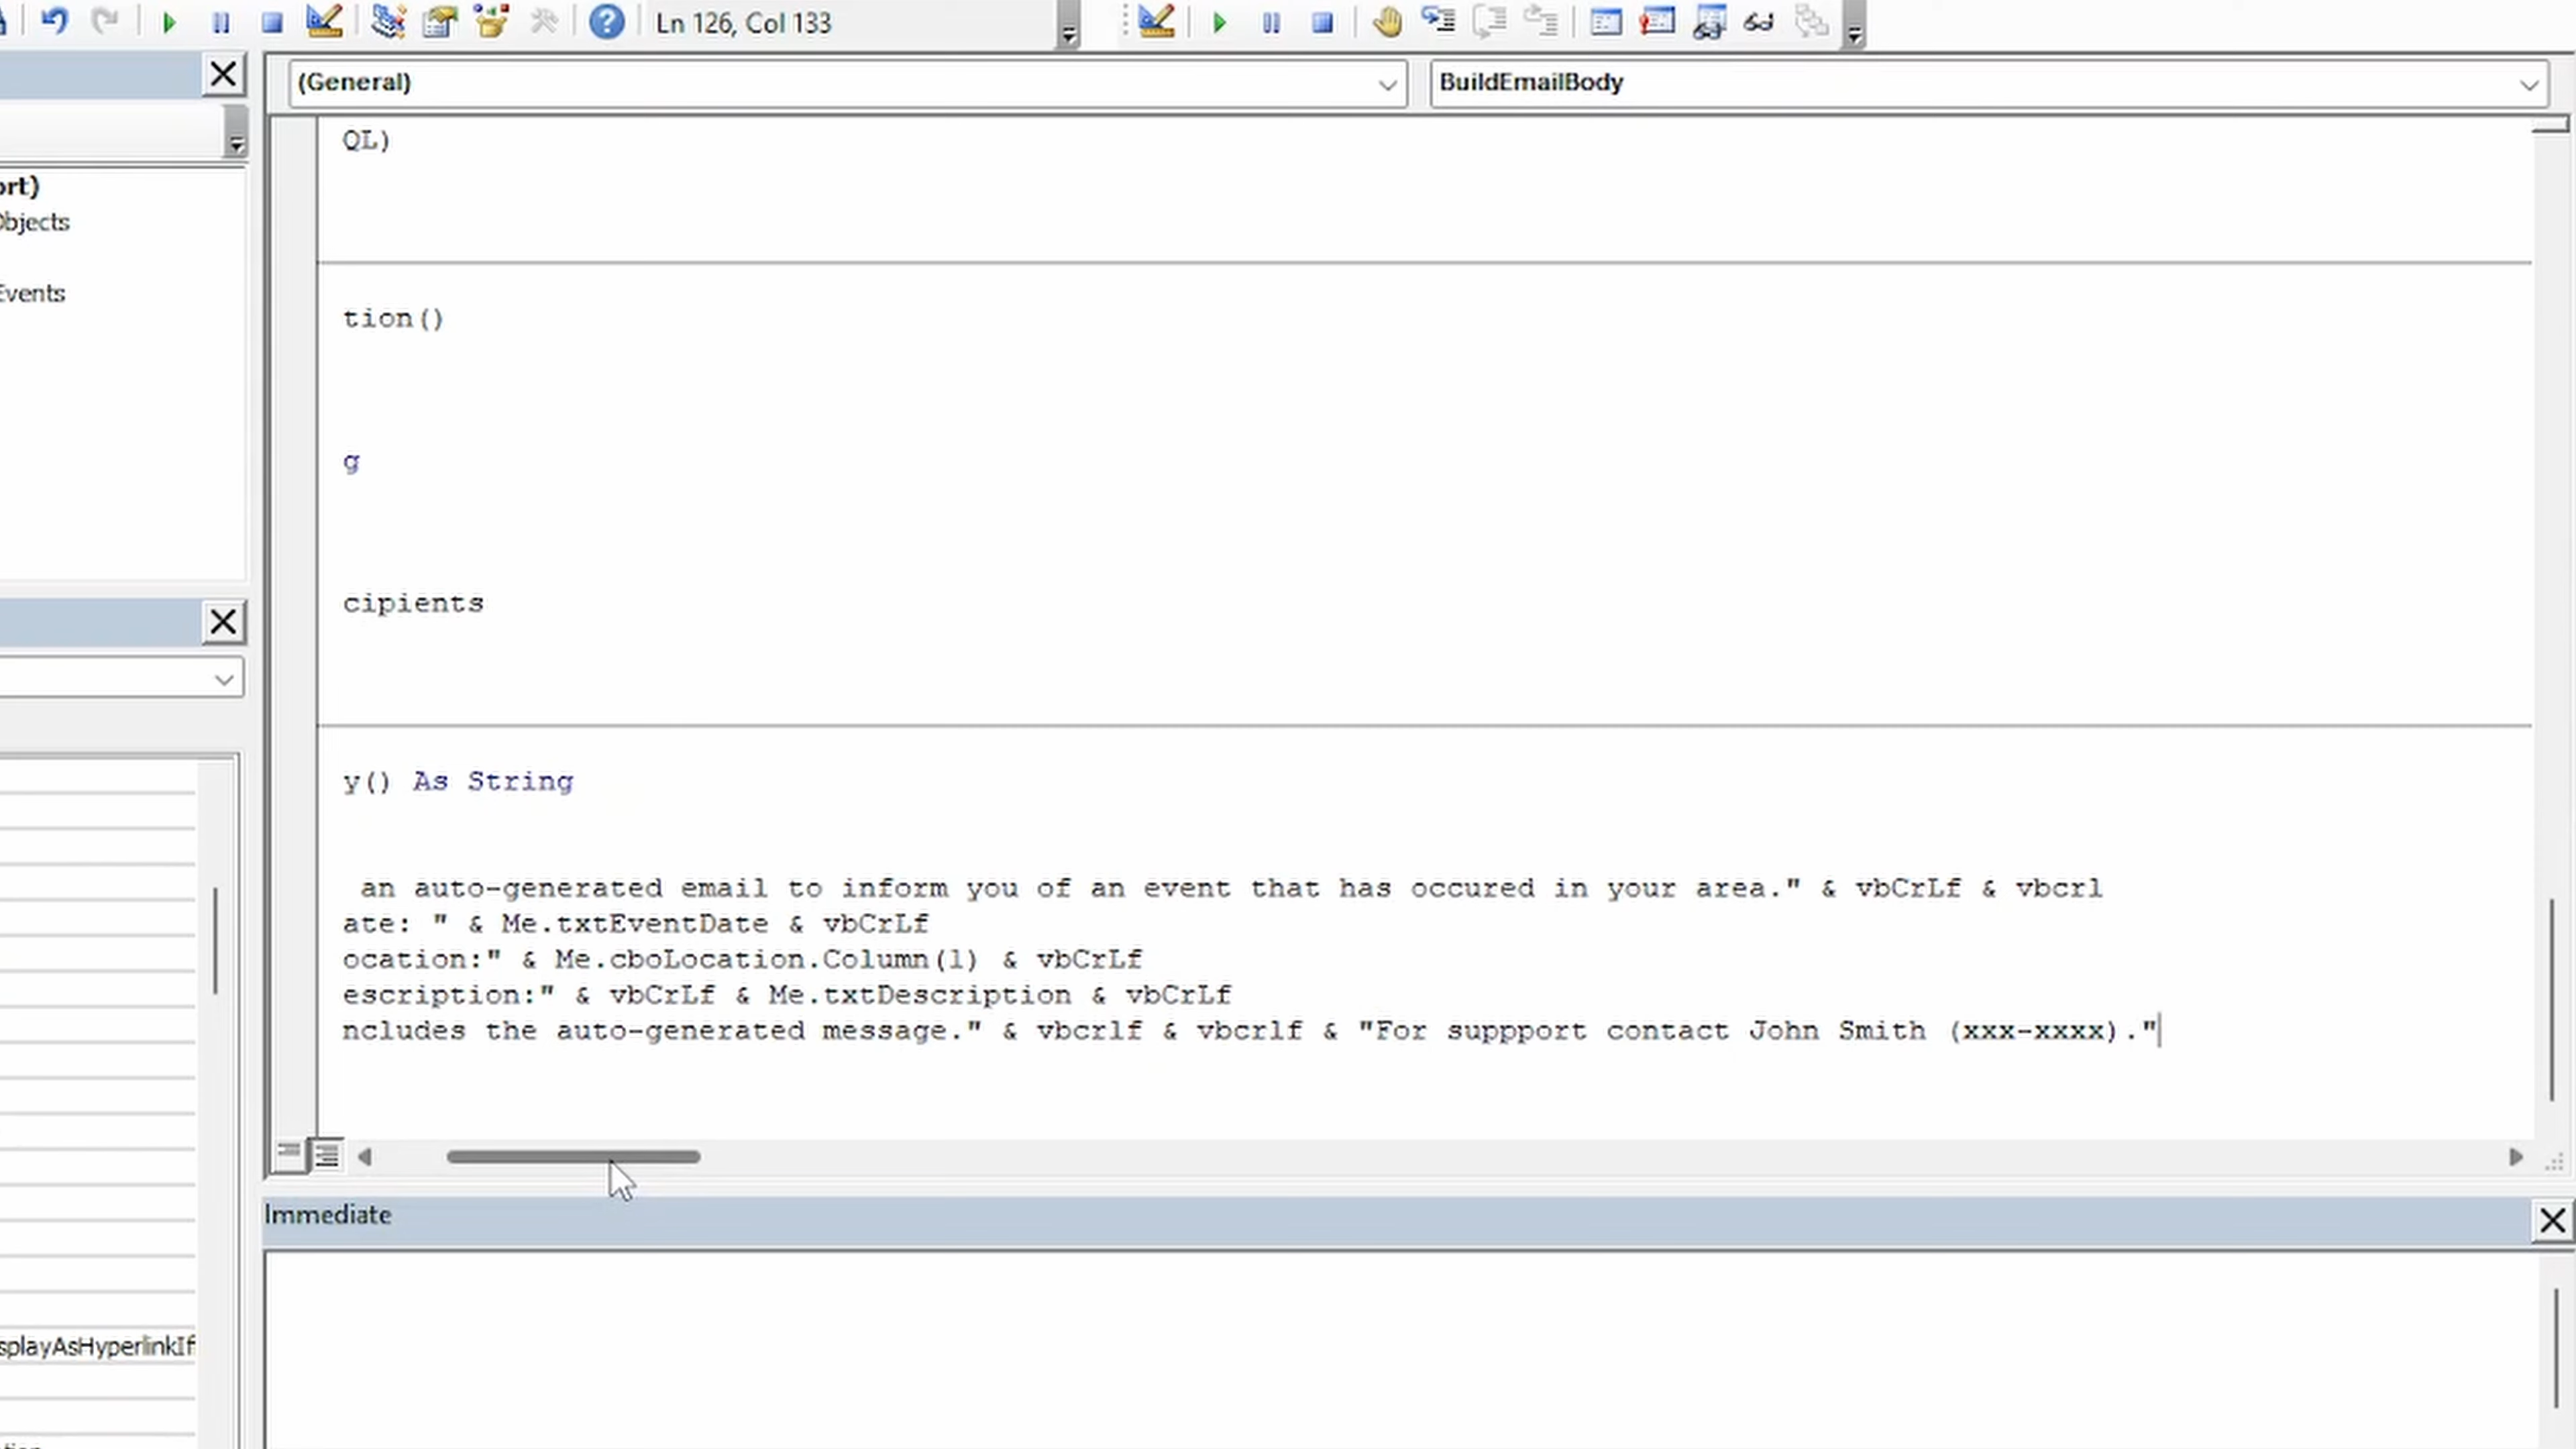 Ln 126, Col 133
(General)
BuildEmailBody
ort)
Objects
Events
QL)
tion()
g
cipients
y() As String
an auto-generated email to inform you of an event that has occured in your area." & vbCrLf & vbcrl
ate: " & Me.txtEventDate & vbCrLf
ocation:" & Me.cboLocation.Column(1) & vbCrLf
escription:" & vbCrLf & Me.txtDescription & vbCrLf
ncludes the auto-generated message." & vbcrlf & vbcrlf & "For suppport contact John Smith (xxx-xxxx)."
Immediate
splayAsHyperlinkIf